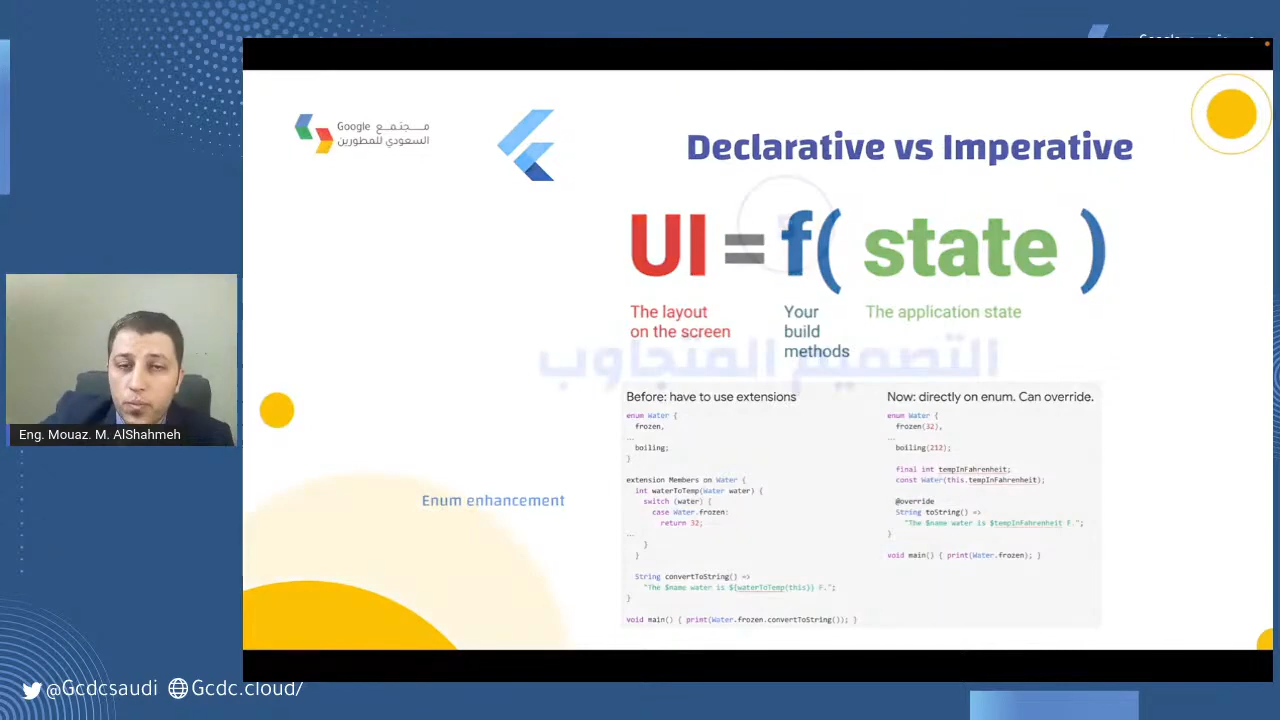 Google مجتمع
السعودي للمطورين
Declarative vs Imperative
UI = f( state )
The layout
on the screen
Your
build
methods
The application state
التصميم المتجاوب
Before: have to use extensions
enum Water {
frozen,
...
boiling;
}
extension Members on Water {
int waterToTemp(Water water) {
switch (water) {
case Water.frozen:
return 32;
...
}
}
String convertToString() =>
"The $name water is ${waterToTemp(this)} F.";
}
void main() { print(Water.frozen.convertToString()); }
Now: directly on enum. Can override.
enum Water {
frozen(32),
...
boiling(212);
final int tempInFahrenheit;
const Water(this.tempInFahrenheit);
@override
String toString() =>
"The $name water is $tempInFahrenheit F.";
}
void main() { print(Water.frozen); }
Enum enhancement
Eng. Mouaz. M. AlShahmeh
@Gcdcsaudi Gcdc.cloud/